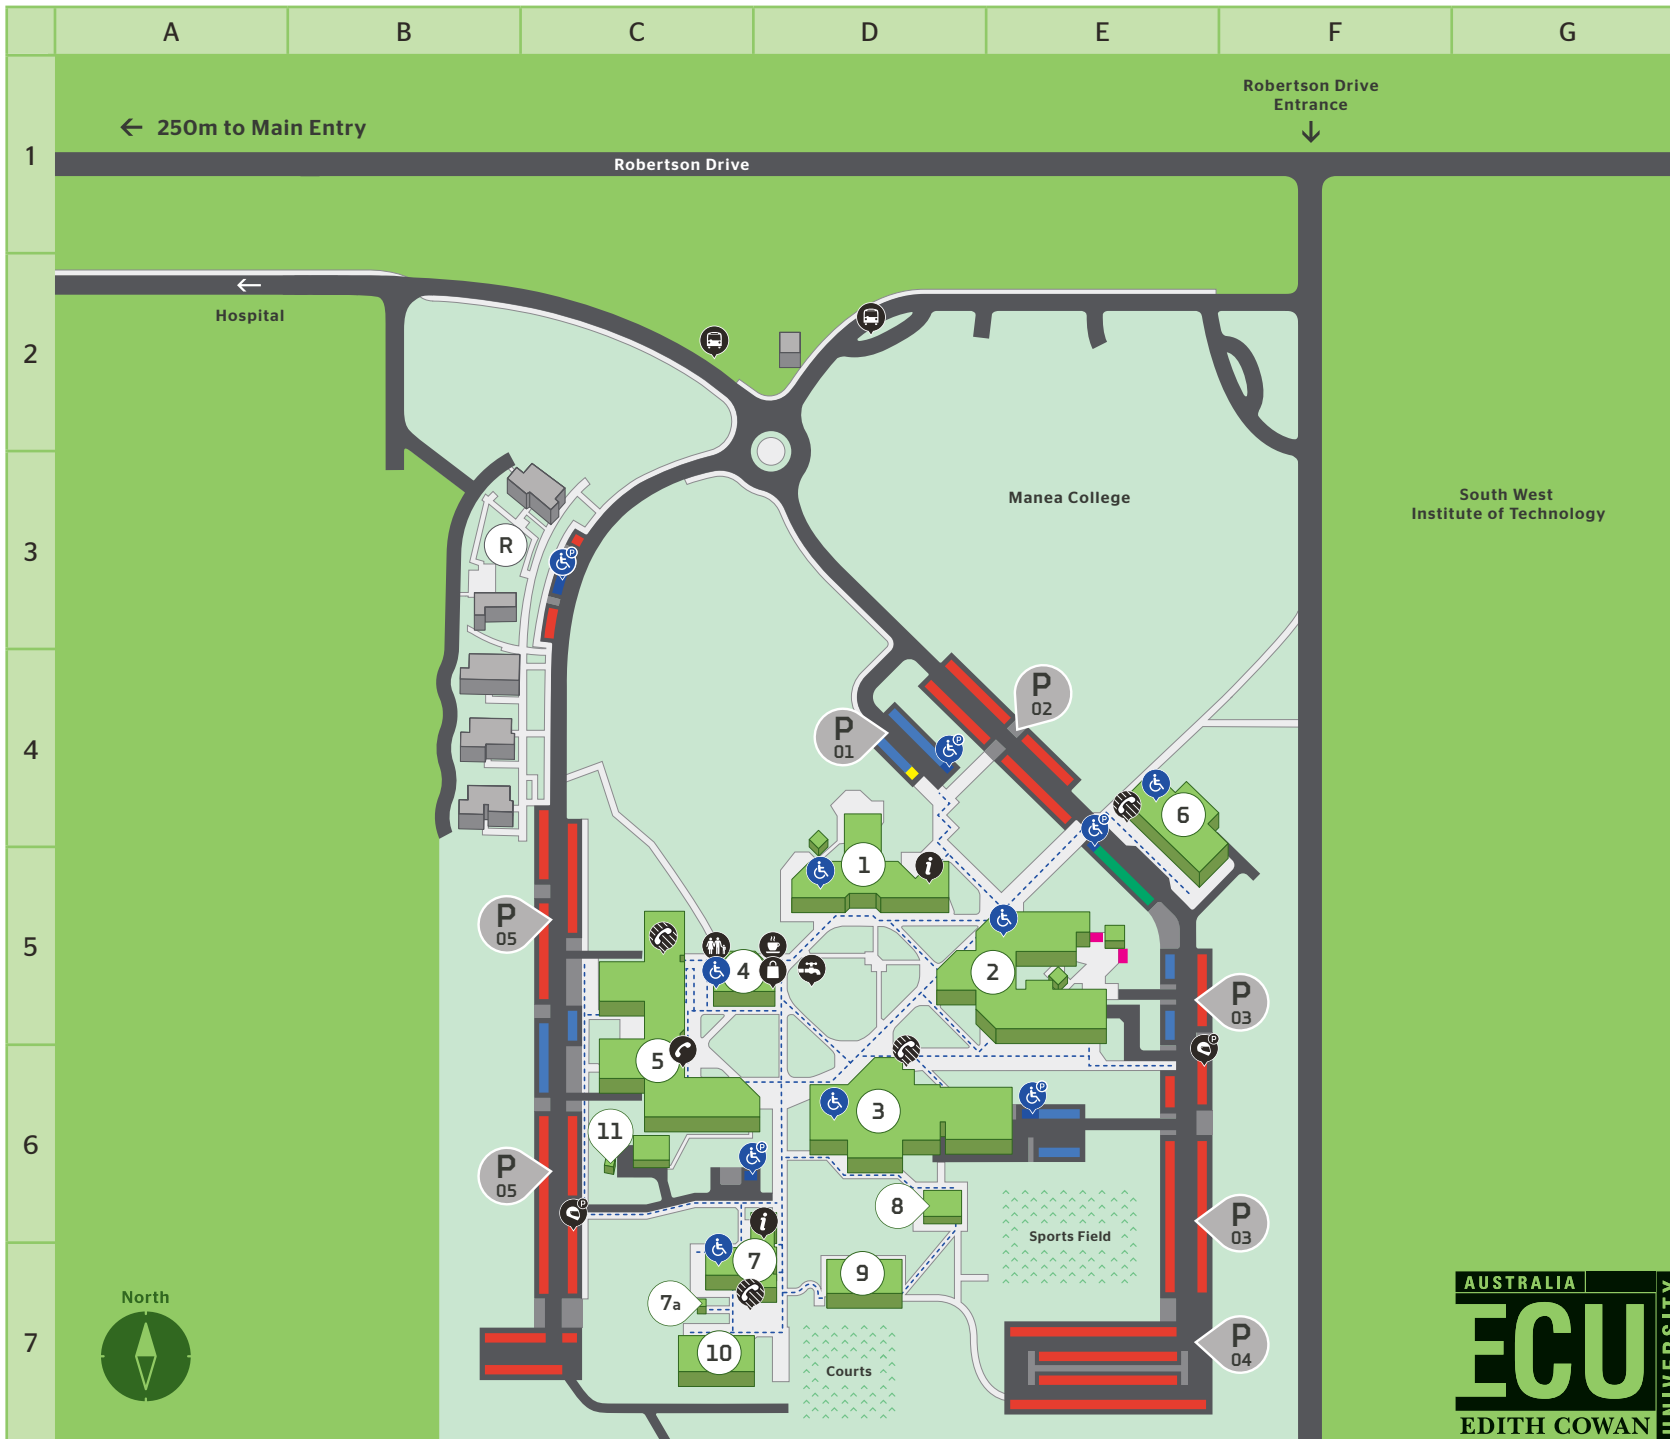 A B C D E F G
Robertson Drive
Entrance
← 250m to Main Entry
1
Robertson Drive
Hospital
2
Manea College
South West
Institute of Technology
3
R
P
02
P
01
4
6
1
P
05
5
4
2
P
03
5
3
11
6
P
05
8
P
03
Sports Field
7
9
North
7a
7
10
P
04
Courts
AUSTRALIA
ECU
EDITH COWAN
UNIVERSITY